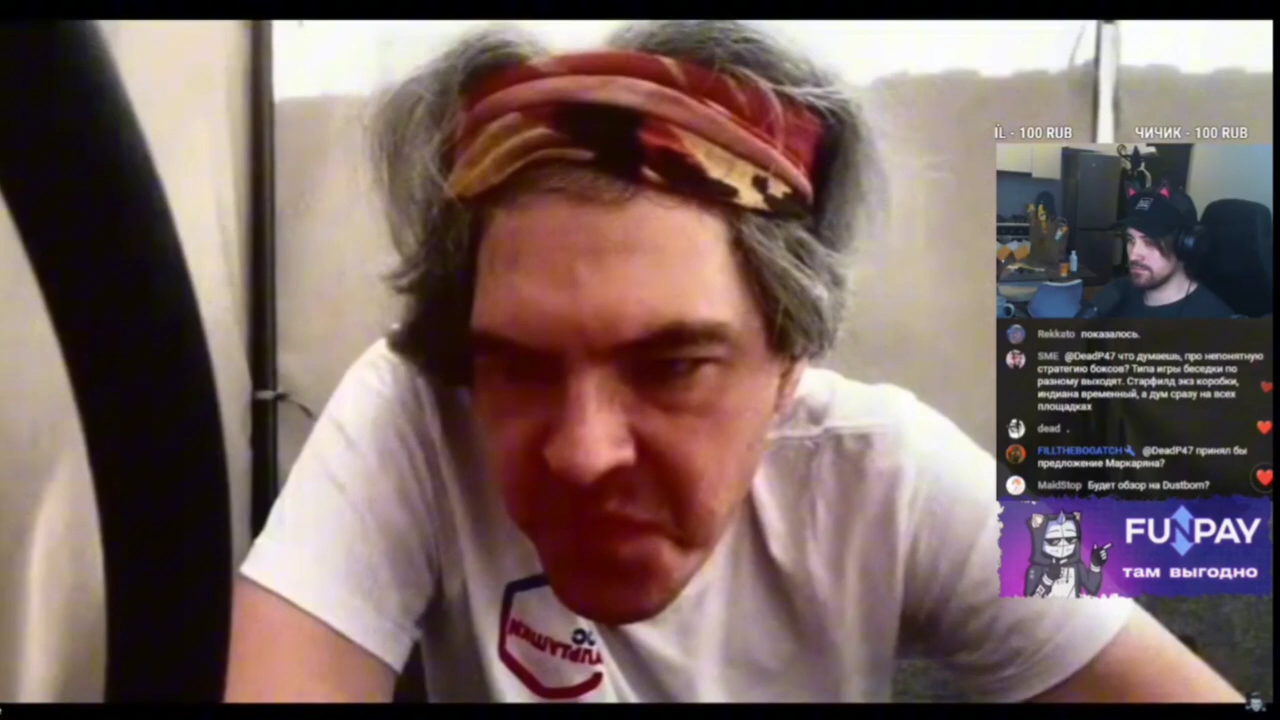 ÎL - 100 RUB
ЧИЧИК - 100 RUB
Rekkato показалось.
SME @DeadP47 что думаешь, про непонятную
стратегию боксов? Типа игры беседки по
разному выходят. Старфилд экз коробки,
индиана временный, а дум сразу на всех
площадках
dead .
FILLTHEBOGATCH @DeadP47 принял бы
предложение Маркаряна?
MaidStop Будет обзор на Dustborn?
FUNPAY
там выгодно